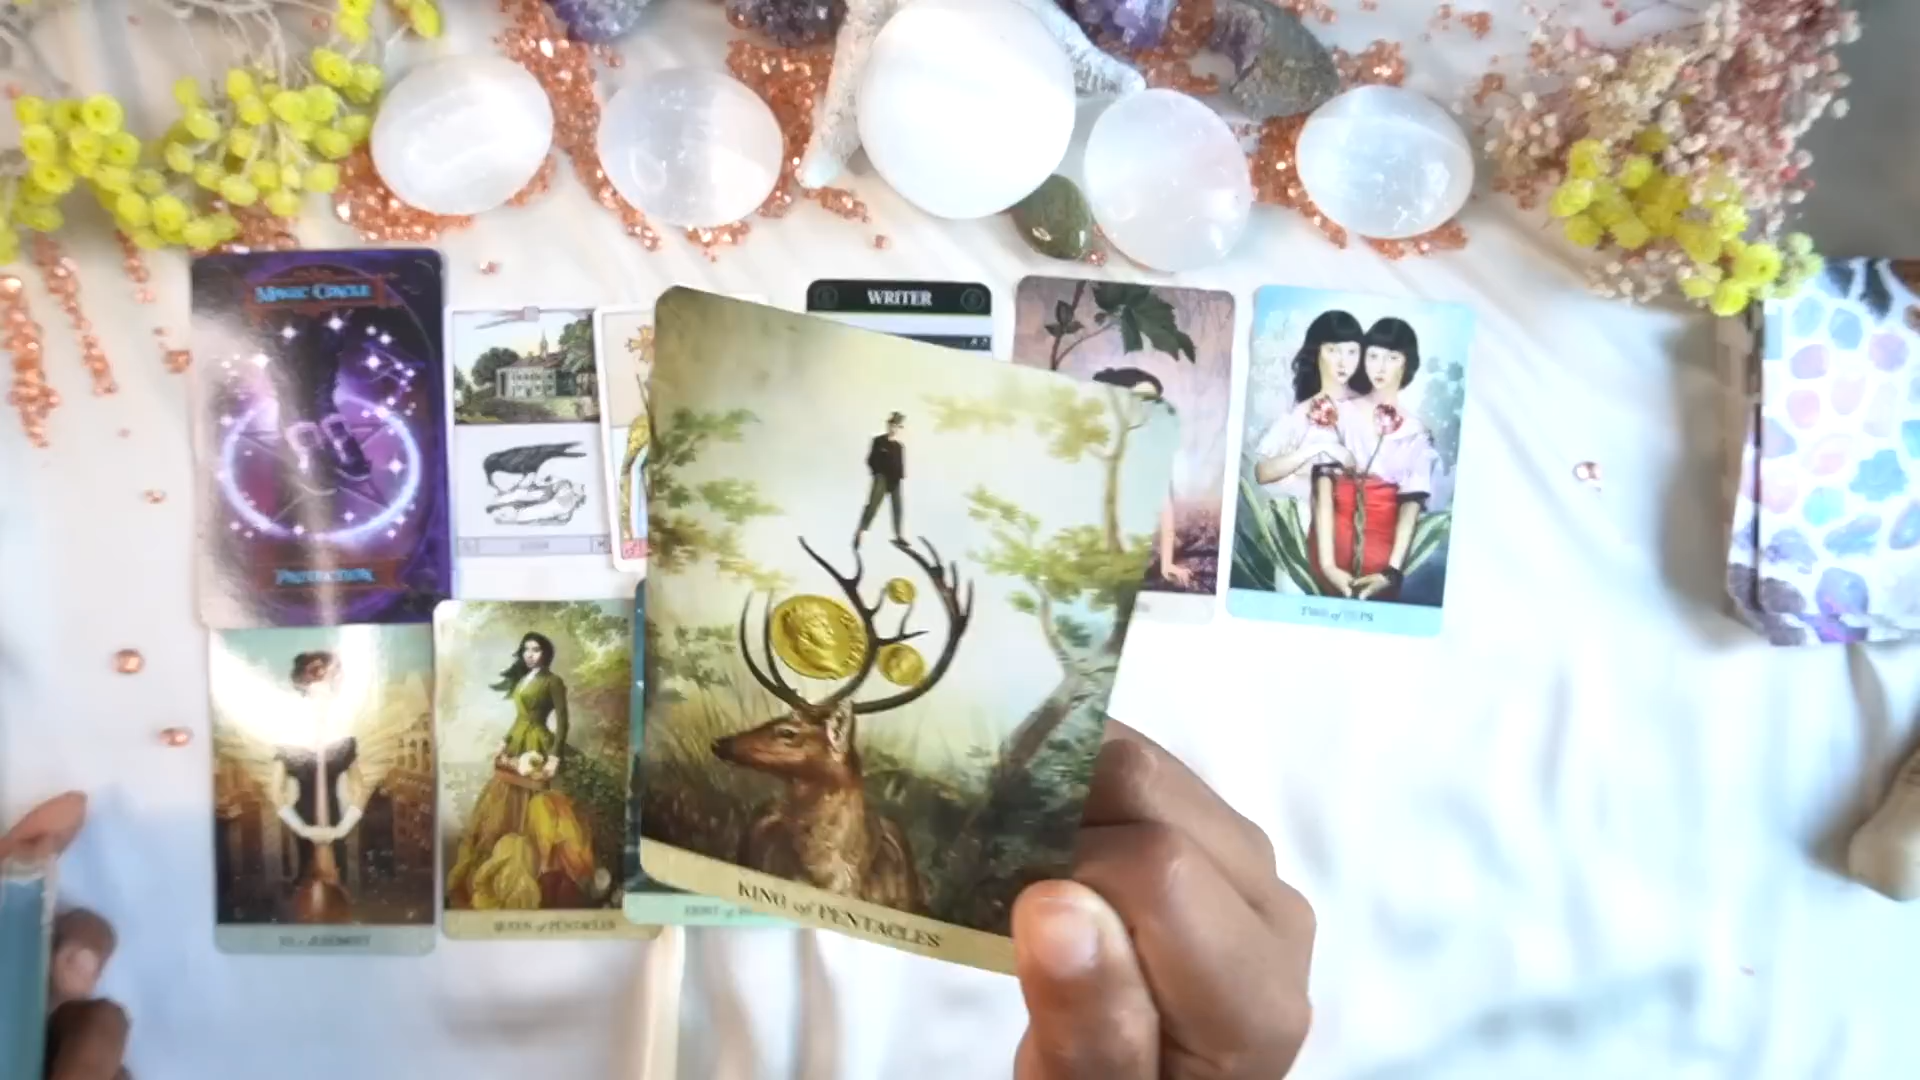 MAGIC CIRCLE
WRITER
PROTECTION
TWO of CUPS
QUEEN of PENTACLES
KING of PENTACLES